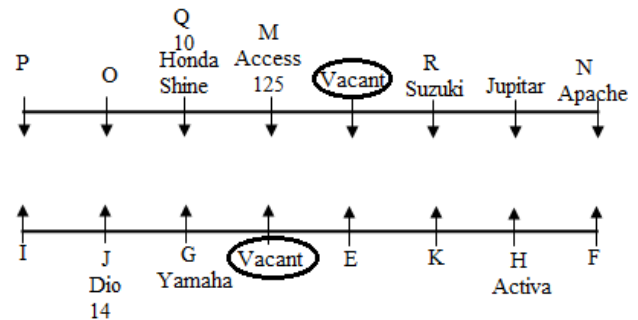 P
O
Q
10
Honda
Shine
M
Access
125
Vacant
R
Suzuki
Jupitar
N
Apache
I
J
Dio
14
G
Yamaha
Vacant
E
K
H
Activa
F